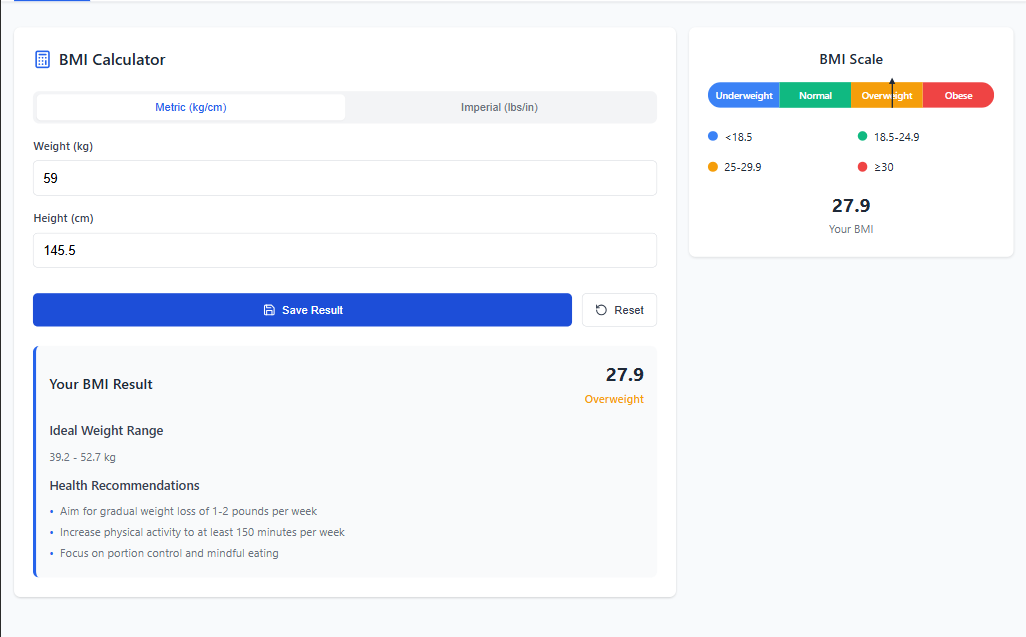 BMI Calculator
Metric (kg/cm) Imperial (lbs/in)
Weight (kg)
59
Height (cm)
145.5
Save Result Reset
Your BMI Result
27.9
Overweight
Ideal Weight Range
39.2 - 52.7 kg
Health Recommendations
• Aim for gradual weight loss of 1-2 pounds per week
• Increase physical activity to at least 150 minutes per week
• Focus on portion control and mindful eating
BMI Scale
Underweight Normal Overweight Obese
<18.5 18.5-24.9
25-29.9 ≥30
27.9
Your BMI